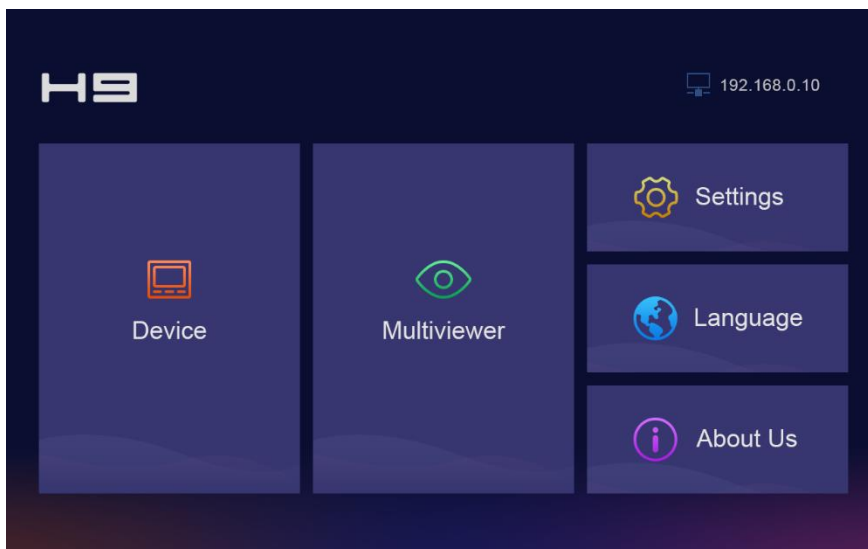 H9
192.168.0.10
Device
Multiviewer
Settings
Language
About Us